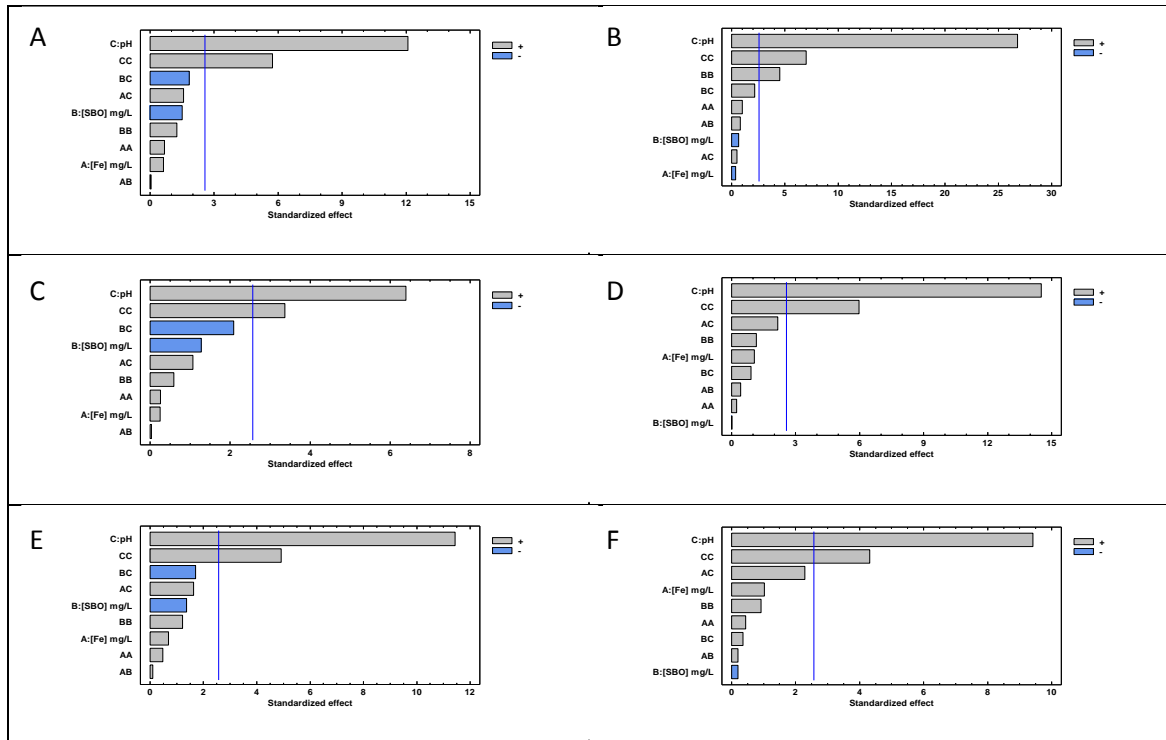 A
C:pH
CC
BC
AC
B:[SBO] mg/L
BB
AA
A:[Fe] mg/L
AB
0 3 6 9 12 15
Standardized effect
+
-
B
C:pH
CC
BB
BC
AA
AB
B:[SBO] mg/L
AC
A:[Fe] mg/L
0 5 10 15 20 25 30
Standardized effect
+
-
C
C:pH
CC
BC
B:[SBO] mg/L
AC
BB
AA
A:[Fe] mg/L
AB
0 2 4 6 8
Standardized effect
+
-
D
C:pH
CC
AC
BB
A:[Fe] mg/L
BC
AB
AA
B:[SBO] mg/L
0 3 6 9 12 15
Standardized effect
+
-
E
C:pH
CC
BC
AC
B:[SBO] mg/L
BB
A:[Fe] mg/L
AA
AB
0 2 4 6 8 10 12
Standardized effect
+
-
F
C:pH
CC
AC
A:[Fe] mg/L
BB
AA
BC
AB
B:[SBO] mg/L
0 2 4 6 8 10
Standardized effect
+
-